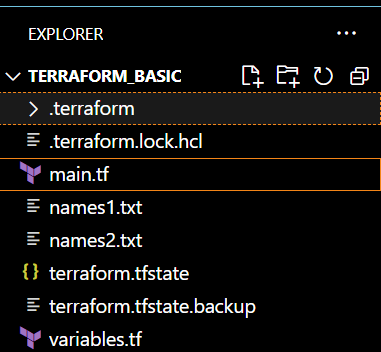 EXPLORER
TERRAFORM_BASIC
.terraform
.terraform.lock.hcl
main.tf
names1.txt
names2.txt
terraform.tfstate
terraform.tfstate.backup
variables.tf